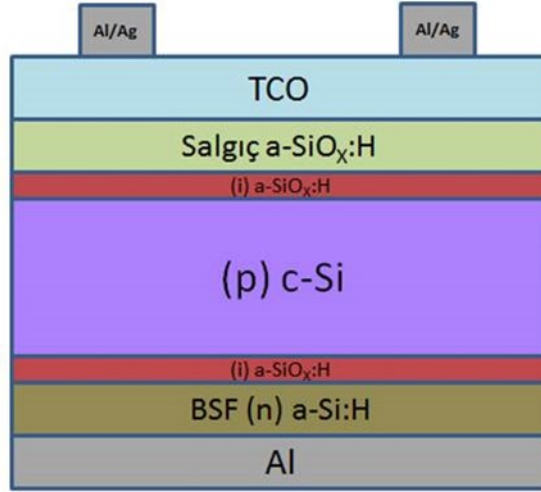 Al/Ag Al/Ag
TCO
Salgıç a-SiOₓ:H
(i) a-SiOₓ:H
(p) c-Si
(i) a-SiOₓ:H
BSF (n) a-Si:H
Al